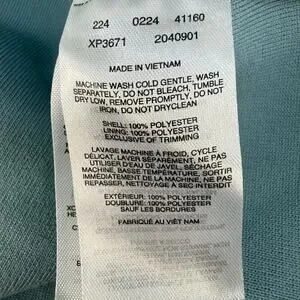 224 0224 41160
XP3671 2040901
MADE IN VIETNAM
MACHINE WASH COLD GENTLE, WASH
SEPARATELY, DO NOT BLEACH, TUMBLE
DRY LOW, REMOVE PROMPTLY, DO NOT
IRON, DO NOT DRYCLEAN
SHELL: 100% POLYESTER
LINING: 100% POLYESTER
EXCLUSIVE OF TRIMMING
LAVAGE MACHINE À FROID, CYCLE
DÉLICAT, LAVER SÉPARÉMENT, NE PAS
UTILISER D'EAU DE JAVEL, SÉCHAGE
MACHINE, BASSE TEMPÉRATURE, SORTIR
IMMÉDIATEMENT DE LA MACHINE, NE PAS
REPASSER, NETTOYAGE À SEC INTERDIT
EXTÉRIEUR: 100% POLYESTER
DOUBLURE: 100% POLYESTER
SAUF LES BORDURES
FABRIQUÉ AU VIÊT NAM